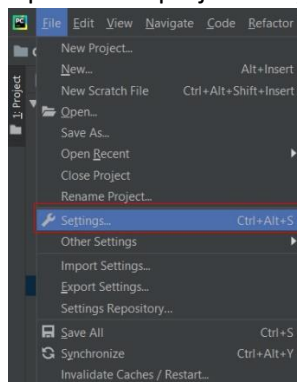 PC File Edit View Navigate Code Refactor
New Project...
New... Alt+Insert
New Scratch File Ctrl+Alt+Shift+Insert
Open...
Save As...
Open Recent
Close Project
Rename Project...
Settings... Ctrl+Alt+S
Other Settings
Import Settings...
Export Settings...
Settings Repository...
Save All Ctrl+S
Synchronize Ctrl+Alt+Y
Invalidate Caches / Restart...
1: Project